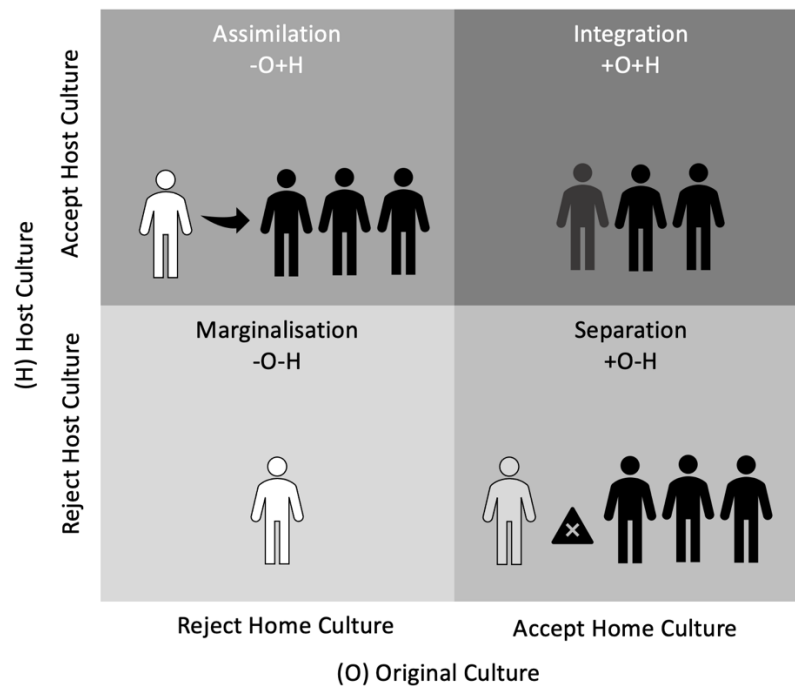 Assimilation
-O+H
Integration
+O+H
Accept Host Culture
(H) Host Culture
Marginalisation
-O-H
Separation
+O-H
Reject Host Culture
Reject Home Culture
Accept Home Culture
(O) Original Culture